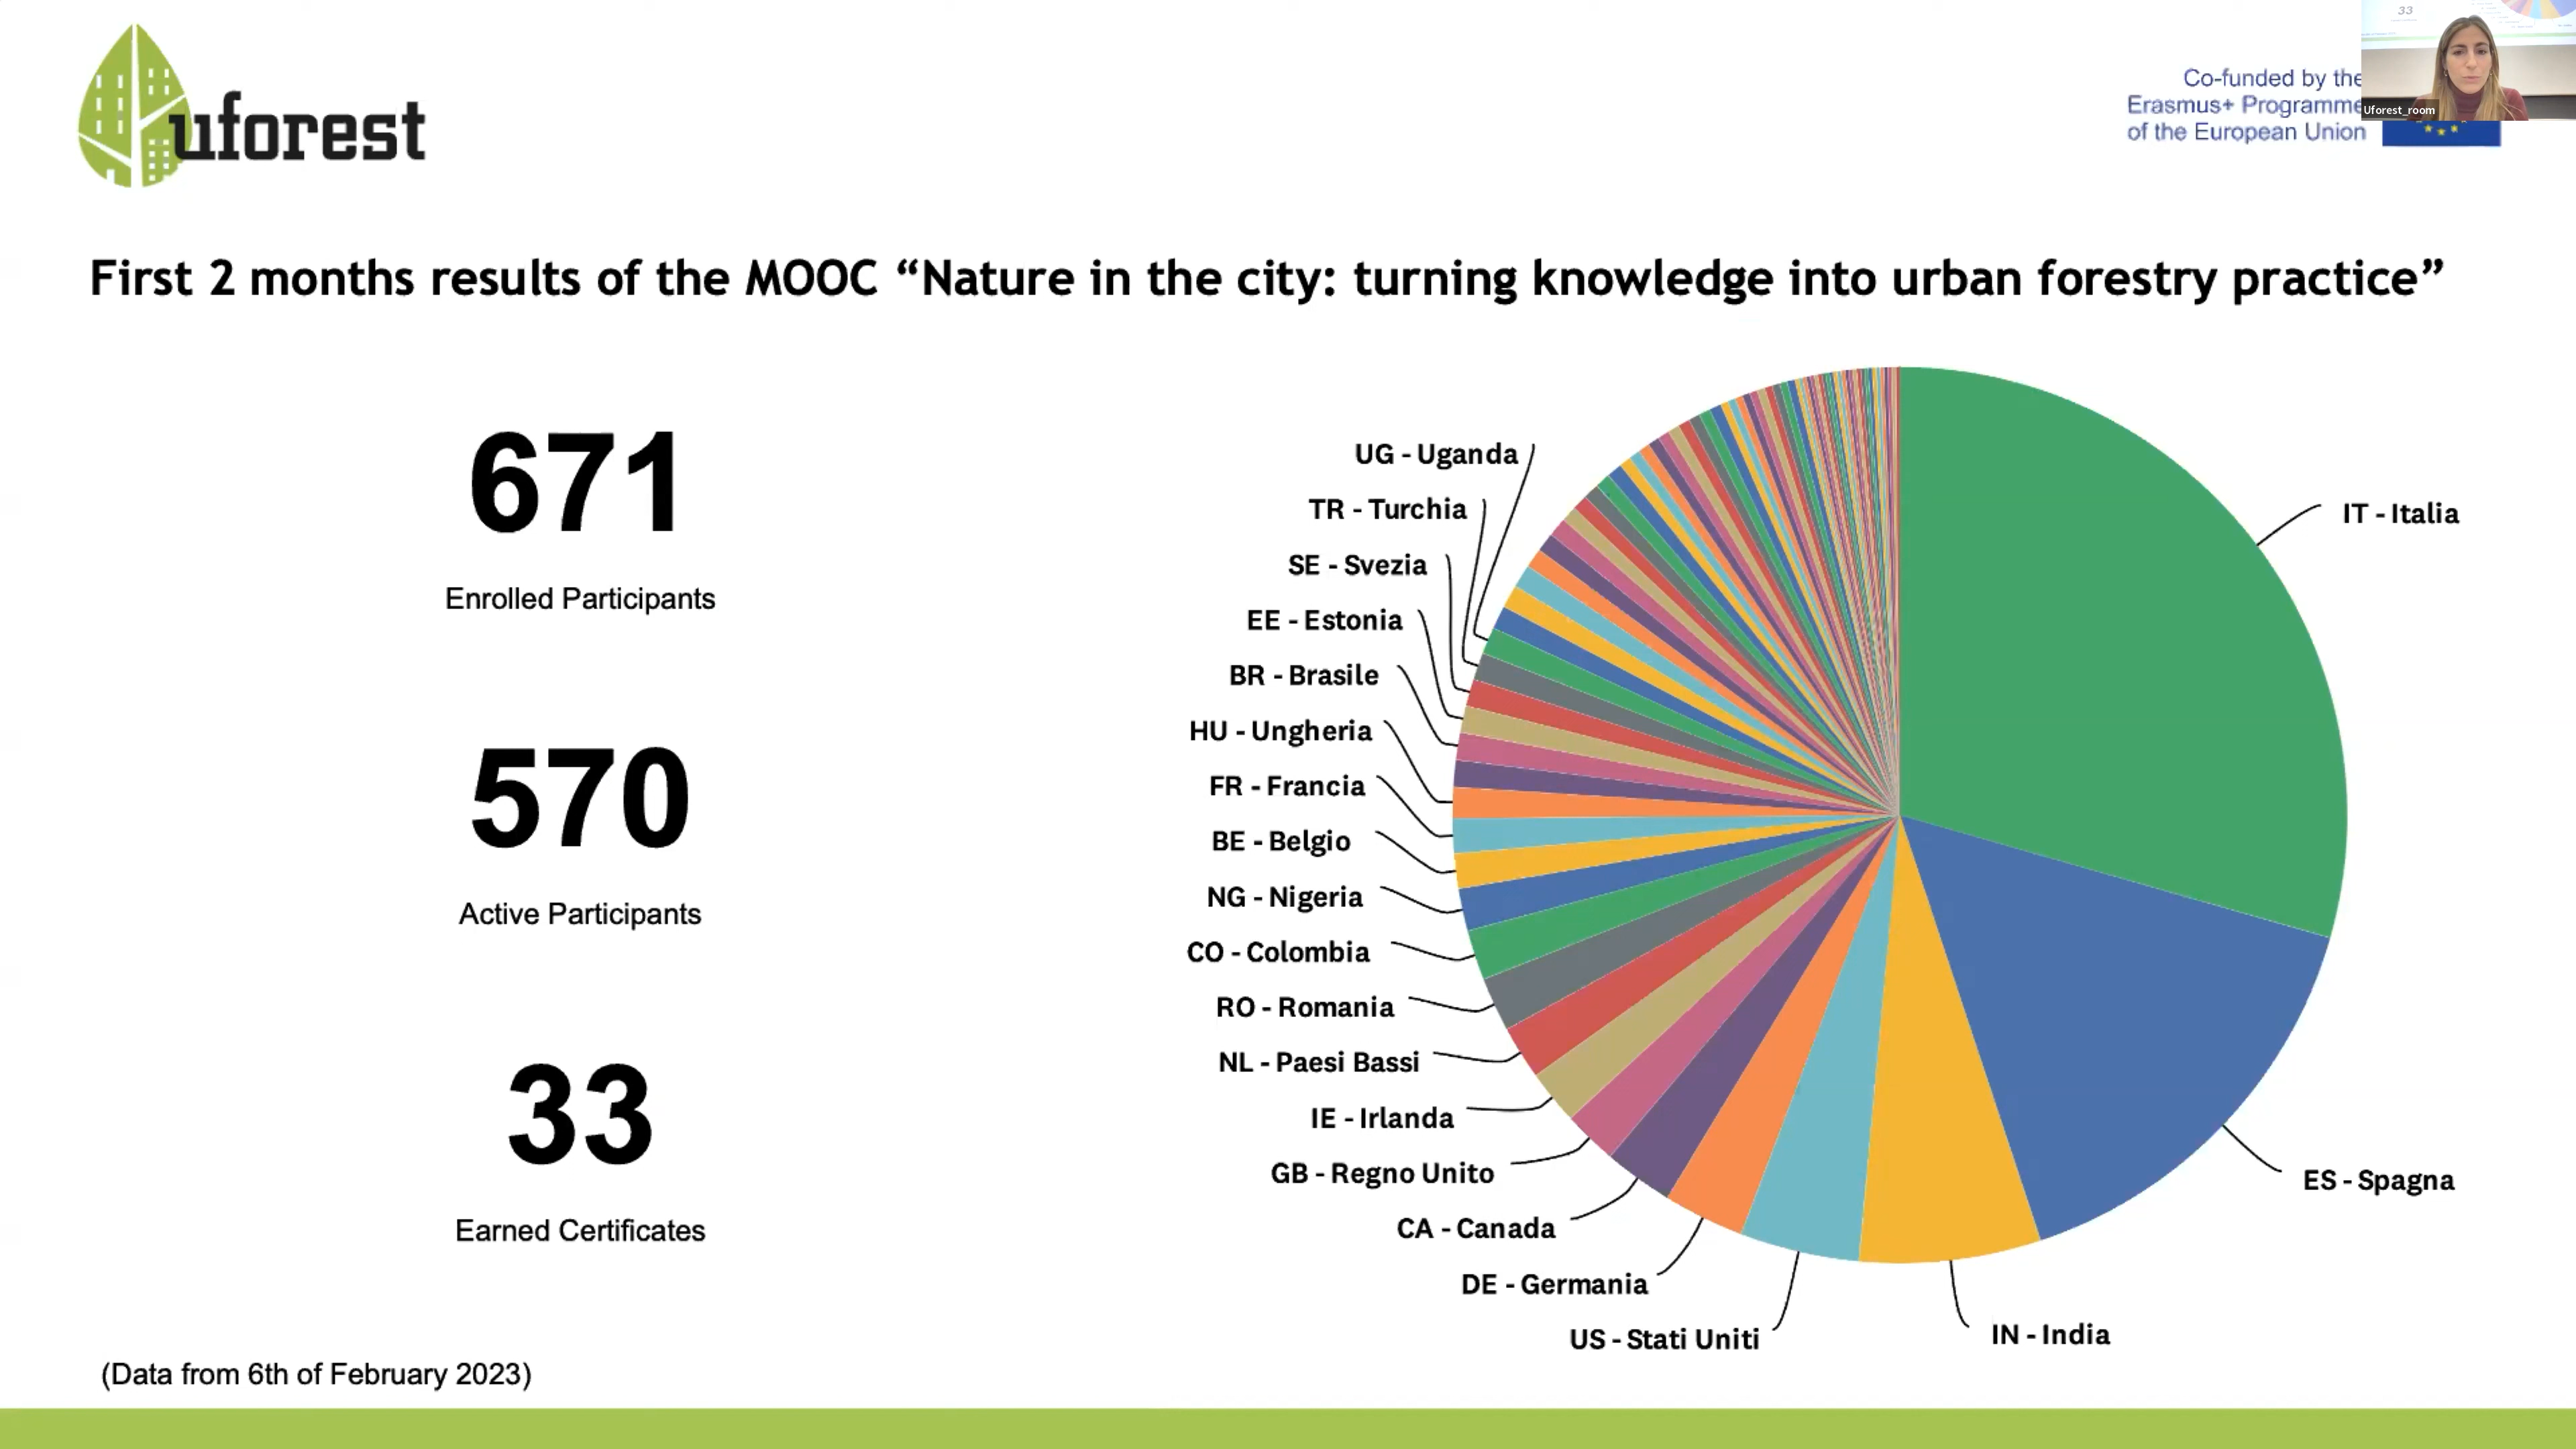 uforest
Co-funded by the
Erasmus+ Programme
of the European Union
33
Uforest_room
First 2 months results of the MOOC “Nature in the city: turning knowledge into urban forestry practice”
671
Enrolled Participants
570
Active Participants
33
Earned Certificates
(Data from 6th of February 2023)
UG - Uganda
TR - Turchia
SE - Svezia
EE - Estonia
BR - Brasile
HU - Ungheria
FR - Francia
BE - Belgio
NG - Nigeria
CO - Colombia
RO - Romania
NL - Paesi Bassi
IE - Irlanda
GB - Regno Unito
CA - Canada
DE - Germania
US - Stati Uniti
IN - India
ES - Spagna
IT - Italia